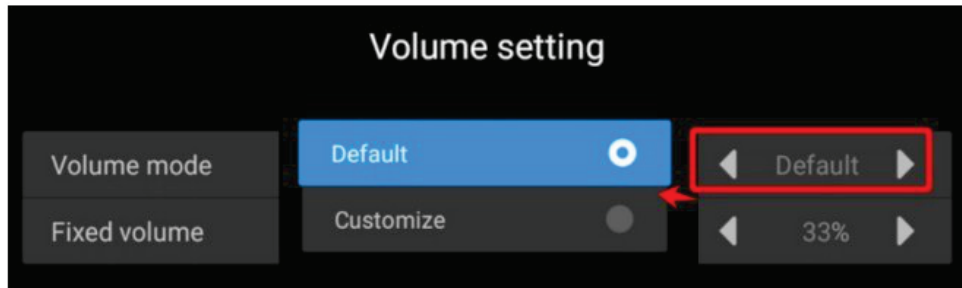 Volume setting
Volume mode
Default
Default
Customize
Fixed volume
33%